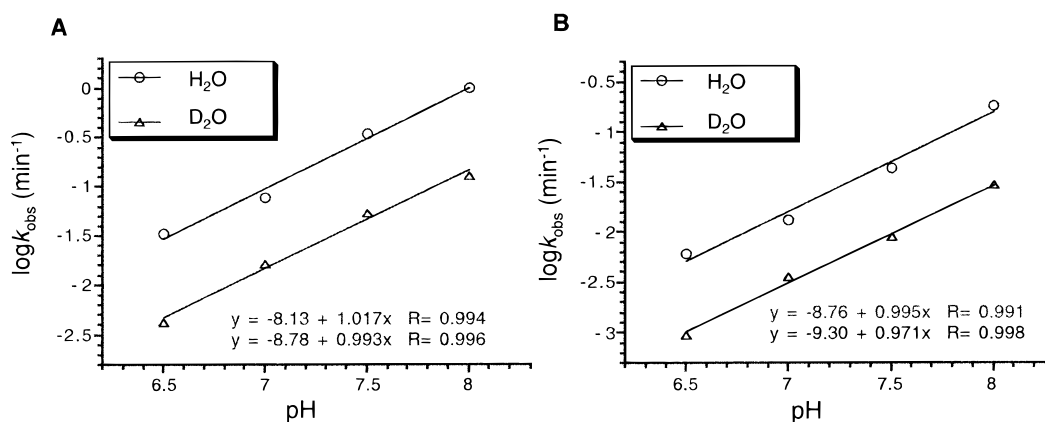 A
H₂O
D₂O
0
-0.5
-1
-1.5
-2
-2.5
logkobs (min⁻¹)
y = -8.13 + 1.017x R= 0.994
y = -8.78 + 0.993x R= 0.996
6.5 7 7.5 8
pH
B
H₂O
D₂O
-0.5
-1
-1.5
-2
-2.5
-3
logkobs (min⁻¹)
y = -8.76 + 0.995x R= 0.991
y = -9.30 + 0.971x R= 0.998
6.5 7 7.5 8
pH